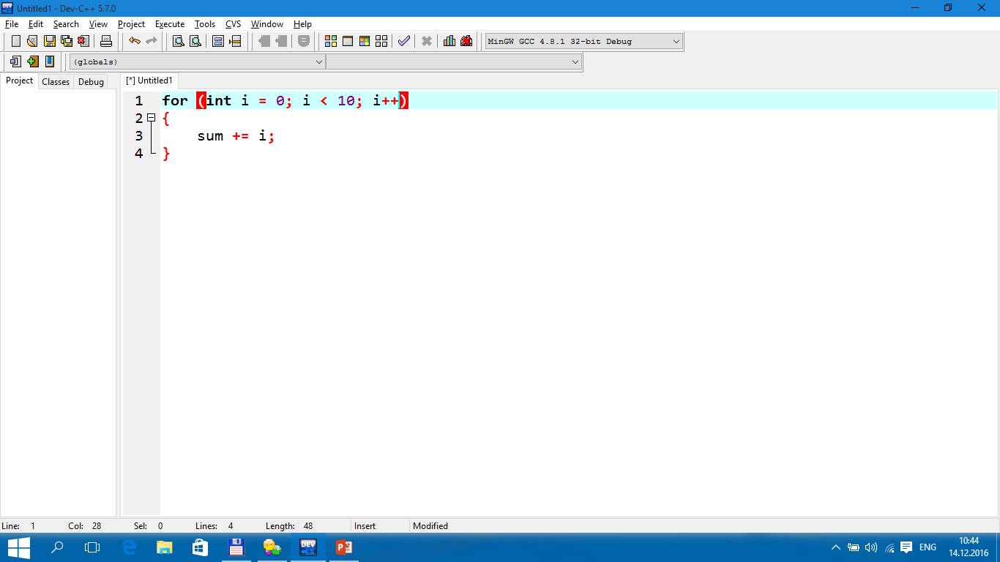 Untitled1 - Dev-C++ 5.7.0
File Edit Search View Project Execute Tools CVS Window Help
MinGW GCC 4.8.1 32-bit Debug
(globals)
Project Classes Debug
[*] Untitled1
1 for (int i = 0; i < 10; i++)
2 {
3     sum += i;
4 }
Line: 1 Col: 28 Sel: 0 Lines: 4 Length: 48 Insert Modified
DEV C++
P
ENG
10:44
14.12.2016